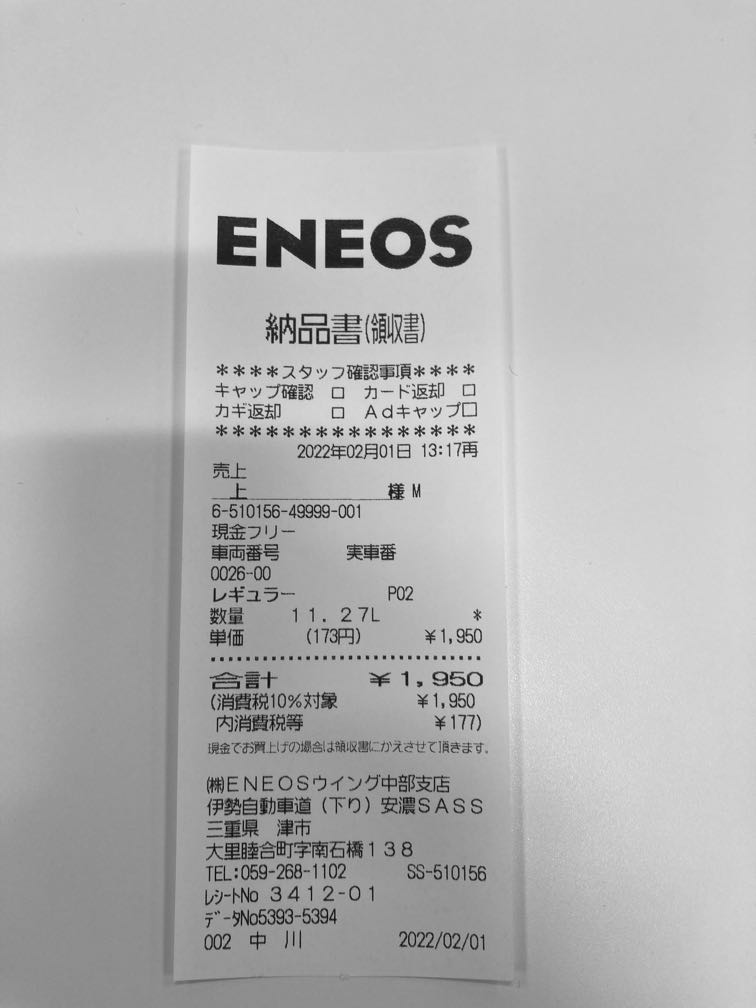 ENEOS
納品書(領収書)
****スタッフ確認事項****
キャップ確認 □ カード返却 □
カギ返却 □ Adキャップ□
****************
2022年02月01日 13:17再
売上
上 様 M
6-510156-49999-001
現金フリー
車両番号 実車番
0026-00
レギュラー P02
数量 11.27L *
単価 (173円) ¥1,950
合計 ¥1,950
(消費税10%対象 ¥1,950
内消費税等 ¥177)
現金でお買上げの場合は領収書にかえさせて頂きます。
(株)ENEOSウイング中部支店
伊勢自動車道(下り)安濃SASS
三重県 津市
大里睦合町字南石橋138
TEL:059-268-1102 SS-510156
レシートNo 3412-01
データNo5393-5394
002 中 川 2022/02/01